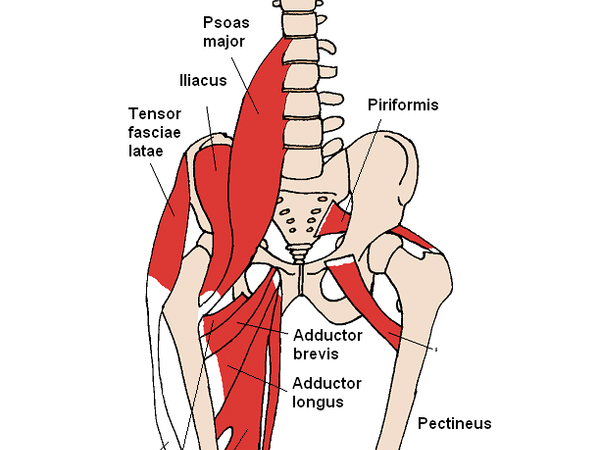 Psoas
major
Iliacus
Tensor
fasciae
latae
Piriformis
Adductor
brevis
Adductor
longus
Pectineus